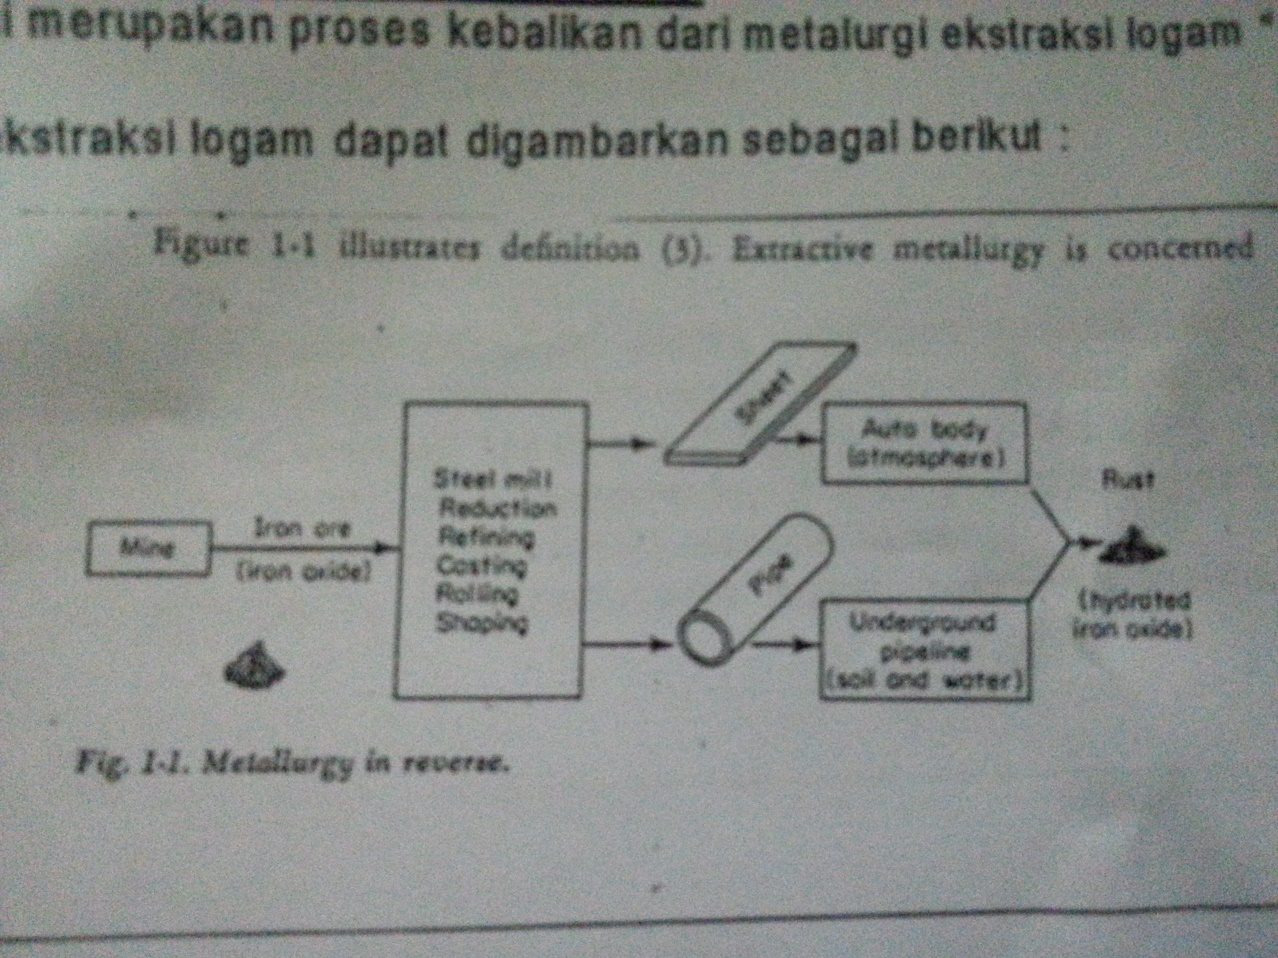 i merupakan proses kebalikan dari metalurgi ekstraksi logam "
ekstraksi logam dapat digambarkan sebagai berikut :
Figure 1-1 illustrates definition (3). Extractive metallurgy is concerned
Sheet
Auto body
(atmosphere)
Steel mill
Reduction
Refining
Casting
Rolling
Shaping
Mine
Iron ore
(iron oxide)
Pipe
Underground
pipeline
(soil and water)
Rust
(hydrated
iron oxide)
Fig. 1-1. Metallurgy in reverse.